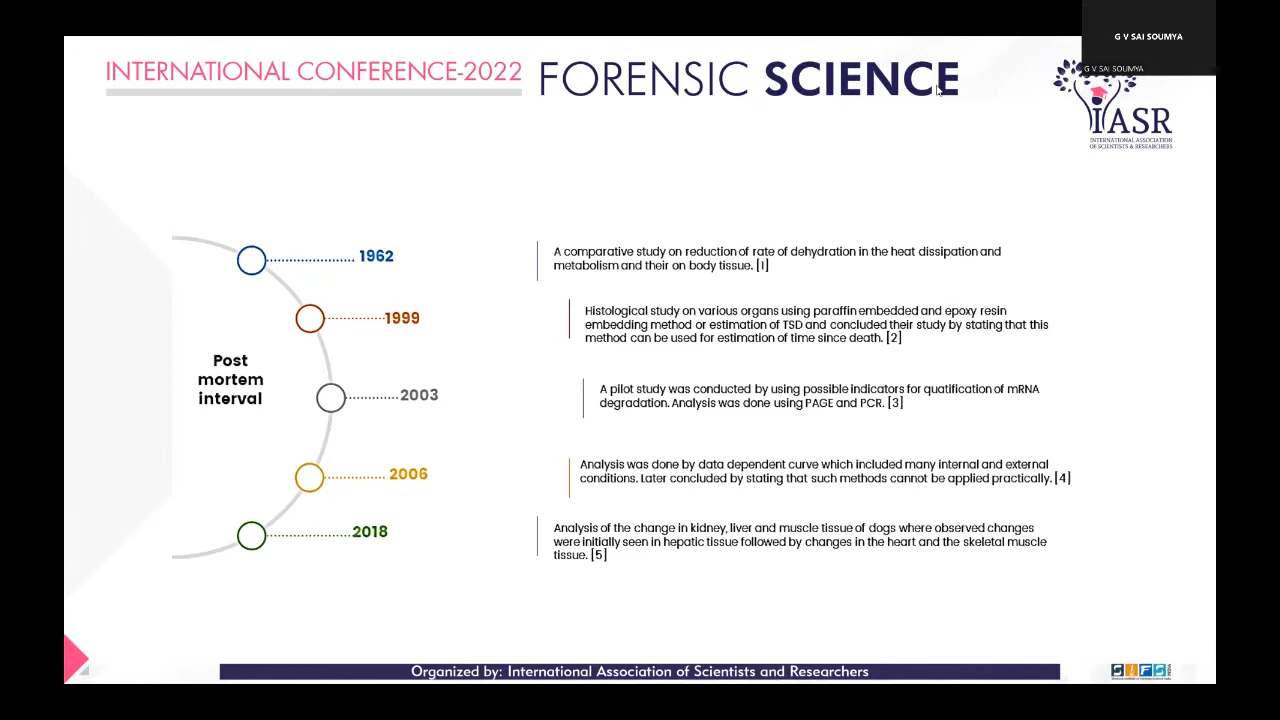 G V SAI SOUMYA
G V SAI SOUMYA
INTERNATIONAL CONFERENCE-2022 FORENSIC SCIENCE
IASR
INTERNATIONAL ASSOCIATION
OF SCIENTISTS & RESEARCHERS
Post
mortem
interval
1962
A comparative study on reduction of rate of dehydration in the heat dissipation and
metabolism and their on body tissue. [1]
1999
Histological study on various organs using paraffin embedded and epoxy resin
embedding method or estimation of TSD and concluded their study by stating that this
method can be used for estimation of time since death. [2]
2003
A pilot study was conducted by using possible indicators for quatification of mRNA
degradation. Analysis was done using PAGE and PCR. [3]
2006
Analysis was done by data dependent curve which included many internal and external
conditions. Later concluded by stating that such methods cannot be applied practically. [4]
2018
Analysis of the change in kidney, liver and muscle tissue of dogs where observed changes
were initially seen in hepatic tissue followed by changes in the heart and the skeletal muscle
tissue. [5]
Organized by: International Association of Scientists and Researchers
SIFS